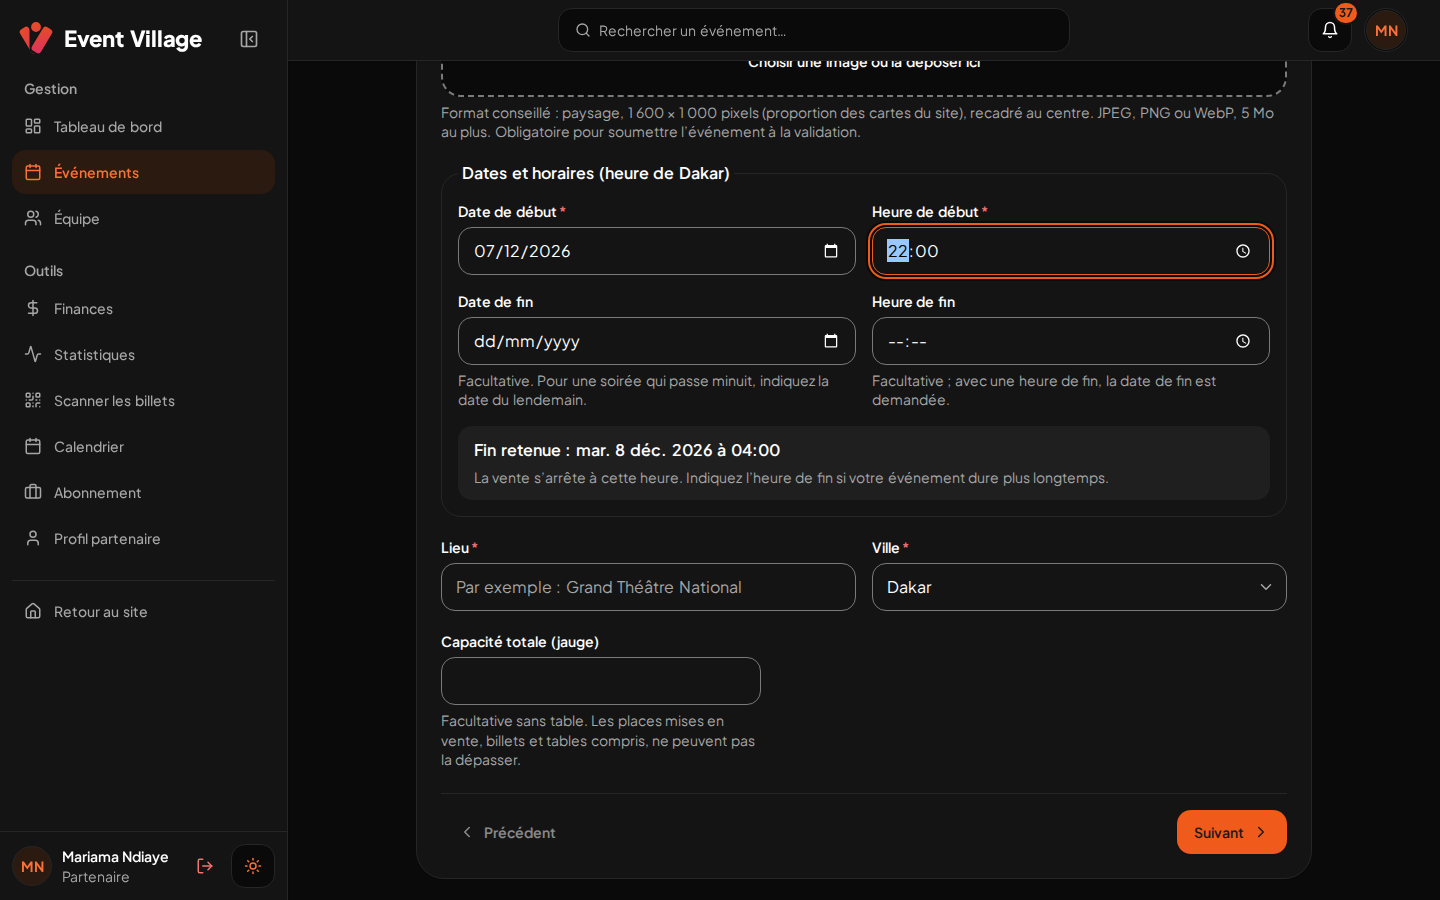 Event Village
Rechercher un événement...
37
MN
Gestion
Tableau de bord
Événements
Équipe
Outils
Finances
Statistiques
Scanner les billets
Calendrier
Abonnement
Profil partenaire
Retour au site
MN
Mariama Ndiaye
Partenaire
Choisir une image ou la déposer ici
Format conseillé : paysage, 1 600 × 1 000 pixels (proportion des cartes du site), recadré au centre. JPEG, PNG ou WebP, 5 Mo
au plus. Obligatoire pour soumettre l'événement à la validation.
Dates et horaires (heure de Dakar)
Date de début *
Heure de début *
07/12/2026
22:00
Date de fin
Heure de fin
dd/mm/yyyy
--:--
Facultative. Pour une soirée qui passe minuit, indiquez la
date du lendemain.
Facultative ; avec une heure de fin, la date de fin est
demandée.
Fin retenue : mar. 8 déc. 2026 à 04:00
La vente s'arrête à cette heure. Indiquez l'heure de fin si votre événement dure plus longtemps.
Lieu *
Ville *
Par exemple : Grand Théâtre National
Dakar
Capacité totale (jauge)
Facultative sans table. Les places mises en
vente, billets et tables compris, ne peuvent pas
la dépasser.
Précédent
Suivant